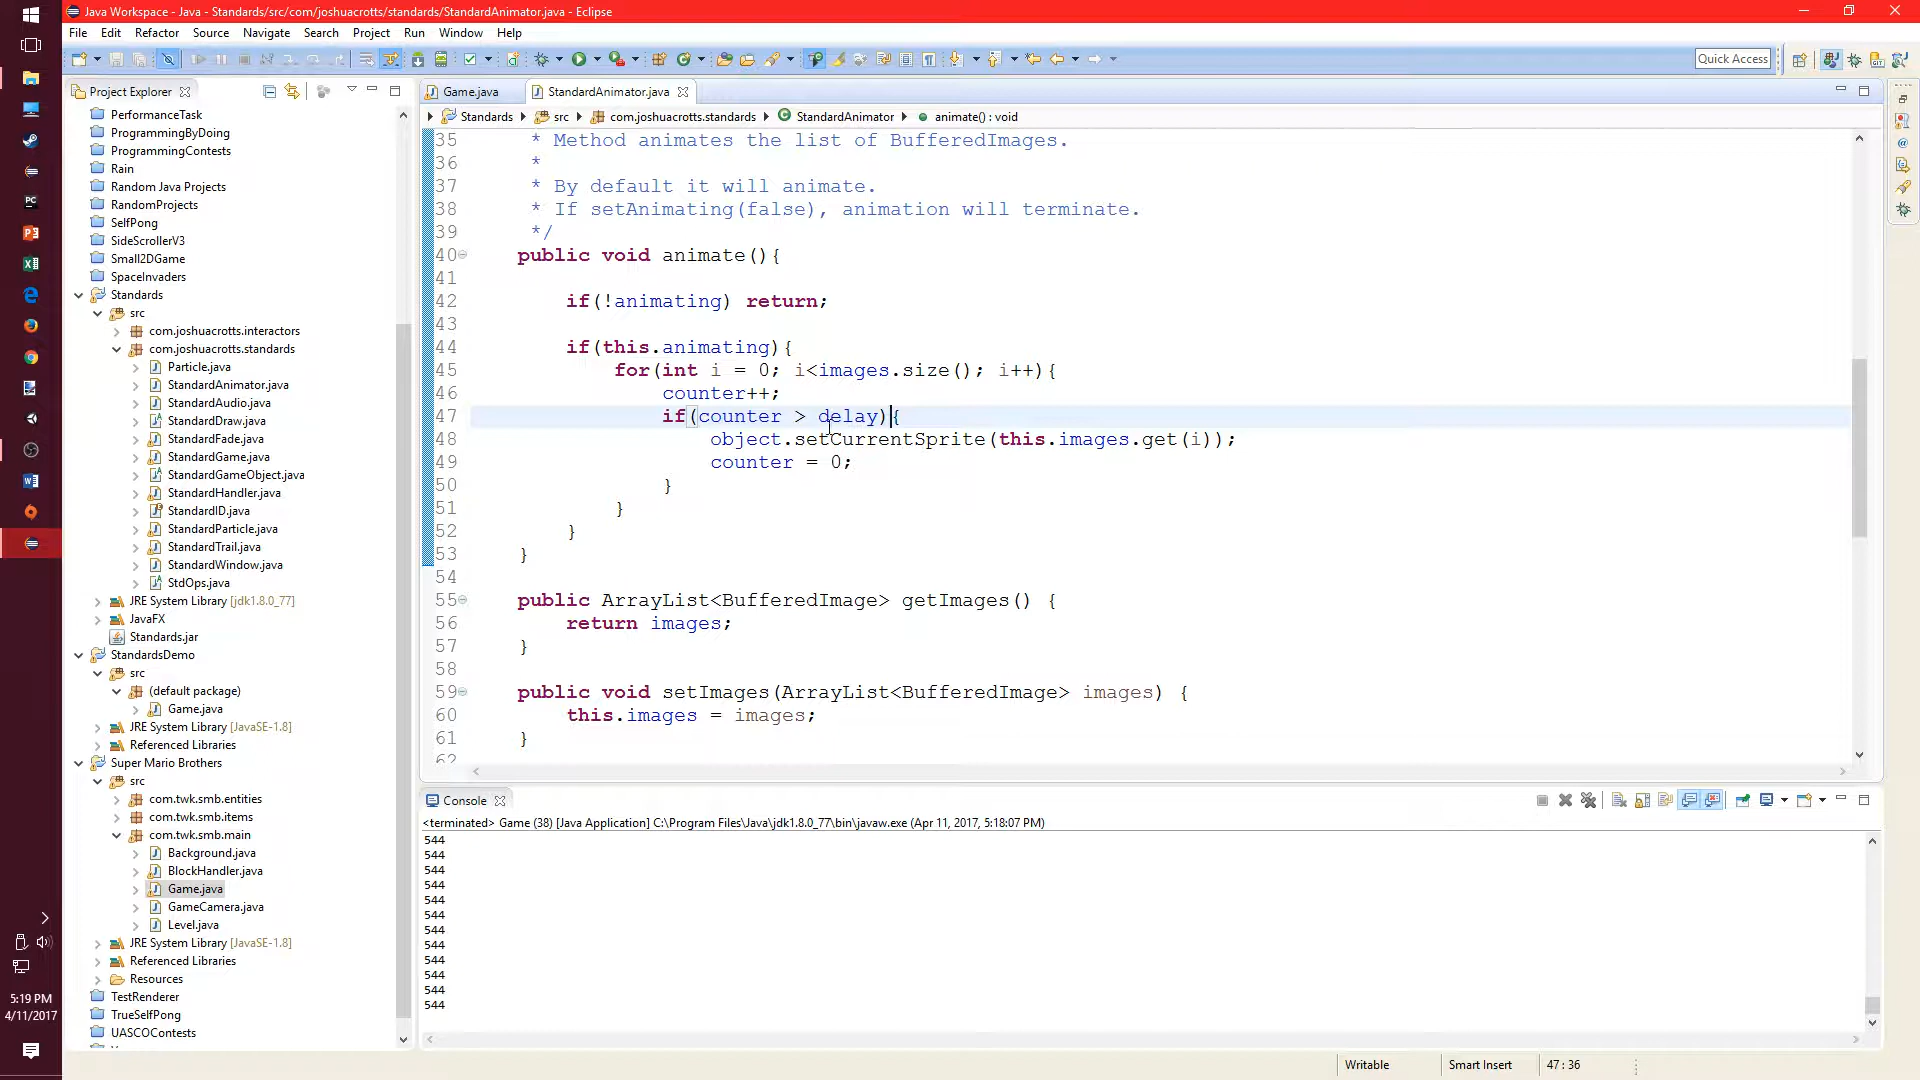 Java Workspace - Java - Standards/src/com/joshuacrotts/standards/StandardAnimator.java - Eclipse
File Edit Refactor Source Navigate Search Project Run Window Help
Quick Access
Project Explorer
PerformanceTask
ProgrammingByDoing
ProgrammingContests
Rain
Random Java Projects
RandomProjects
SelfPong
SideScrollerV3
Small2DGame
SpaceInvaders
Standards
src
com.joshuacrotts.interactors
com.joshuacrotts.standards
Particle.java
StandardAnimator.java
StandardAudio.java
StandardDraw.java
StandardFade.java
StandardGame.java
StandardGameObject.java
StandardHandler.java
StandardID.java
StandardParticle.java
StandardTrail.java
StandardWindow.java
StdOps.java
JRE System Library [jdk1.8.0_77]
JavaFX
Standards.jar
StandardsDemo
src
(default package)
Game.java
JRE System Library [JavaSE-1.8]
Referenced Libraries
Super Mario Brothers
src
com.twk.smb.entities
com.twk.smb.items
com.twk.smb.main
Background.java
BlockHandler.java
Game.java
GameCamera.java
Level.java
JRE System Library [JavaSE-1.8]
Referenced Libraries
Resources
TestRenderer
TrueSelfPong
UASCOContests
Game.java StandardAnimator.java
Standards src com.joshuacrotts.standards StandardAnimator animate() : void
35 * Method animates the list of BufferedImages.
36 *
37 * By default it will animate.
38 * If setAnimating(false), animation will terminate.
39 */
40 public void animate(){
41
42 if(!animating) return;
43
44 if(this.animating){
45 for(int i = 0; i<images.size(); i++){
46 counter++;
47 if(counter > delay){
48 object.setCurrentSprite(this.images.get(i));
49 counter = 0;
50 }
51 }
52 }
53 }
54
55 public ArrayList<BufferedImage> getImages() {
56 return images;
57 }
58
59 public void setImages(ArrayList<BufferedImage> images) {
60 this.images = images;
61 }
62
Console
<terminated> Game (38) [Java Application] C:\Program Files\Java\jdk1.8.0_77\bin\javaw.exe (Apr 11, 2017, 5:18:07 PM)
544
544
544
544
544
544
544
544
544
544
544
544
Writable Smart Insert 47 : 36
PC
5:19 PM
4/11/2017